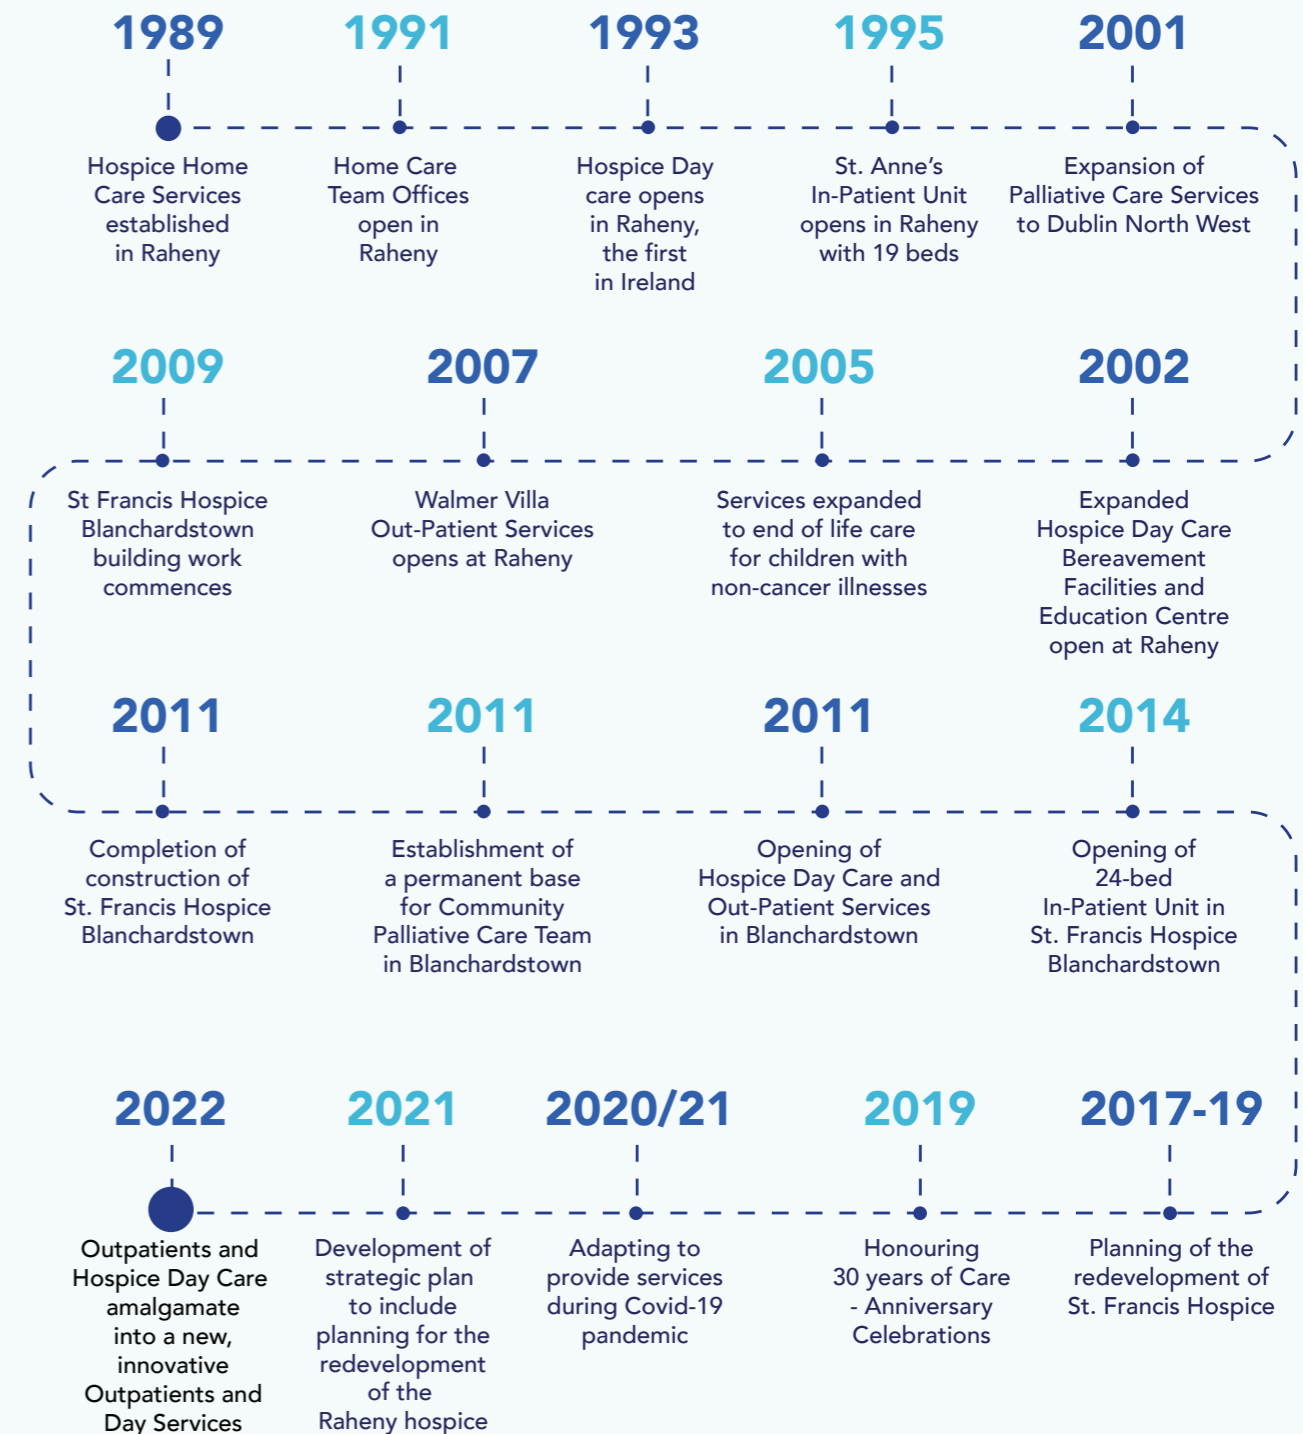 1989
Hospice Home
Care Services
established
in Raheny
1991
Home Care
Team Offices
open in
Raheny
1993
Hospice Day
care opens
in Raheny,
the first
in Ireland
1995
St. Anne’s
In-Patient Unit
opens in Raheny
with 19 beds
2001
Expansion of
Palliative Care Services
to Dublin North West
2002
Expanded
Hospice Day Care
Bereavement
Facilities and
Education Centre
open at Raheny
2005
Services expanded
to end of life care
for children with
non-cancer illnesses
2007
Walmer Villa
Out-Patient Services
opens at Raheny
2009
St Francis Hospice
Blanchardstown
building work
commences
2011
Completion of
construction of
St. Francis Hospice
Blanchardstown
2011
Establishment of
a permanent base
for Community
Palliative Care Team
in Blanchardstown
2011
Opening of
Hospice Day Care and
Out-Patient Services
in Blanchardstown
2014
Opening of
24-bed
In-Patient Unit in
St. Francis Hospice
Blanchardstown
2017-19
Planning of the
redevelopment of
St. Francis Hospice
2019
Honouring
30 years of Care
- Anniversary
Celebrations
2020/21
Adapting to
provide services
during Covid-19
pandemic
2021
Development of
strategic plan
to include
planning for the
redevelopment
of the
Raheny hospice
2022
Outpatients and
Hospice Day Care
amalgamate
into a new,
innovative
Outpatients and
Day Services